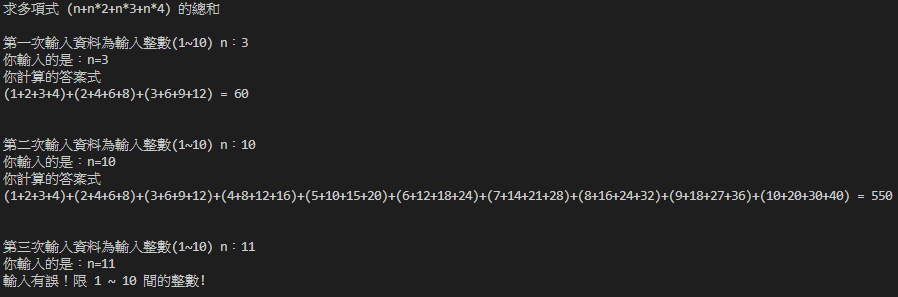 求多項式 (n+n*2+n*3+n*4) 的總和
第一次輸入資料為輸入整數(1~10) n：3
你輸入的是：n=3
你計算的答案式
(1+2+3+4)+(2+4+6+8)+(3+6+9+12) = 60
第二次輸入資料為輸入整數(1~10) n：10
你輸入的是：n=10
你計算的答案式
(1+2+3+4)+(2+4+6+8)+(3+6+9+12)+(4+8+12+16)+(5+10+15+20)+(6+12+18+24)+(7+14+21+28)+(8+16+24+32)+(9+18+27+36)+(10+20+30+40) = 550
第三次輸入資料為輸入整數(1~10) n：11
你輸入的是：n=11
輸入有誤！限 1 ~ 10 間的整數!